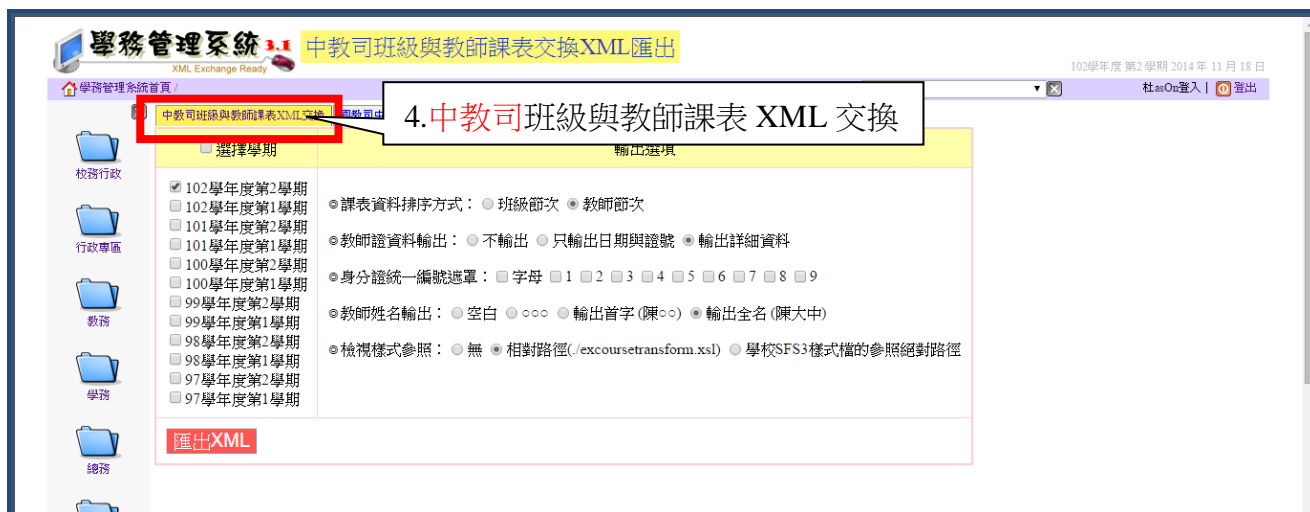 學務管理系統3.1
XML Exchange Ready
中教司班級與教師課表交換XML匯出
102學年度 第2學期 2014 年 11 月 18 日
學務管理系統首頁 /
杜asOn登入 | 登出
中教司班級與教師課表XML交換
4.中教司班級與教師課表 XML 交換
選擇學期
輸出選項
校務行政
行政專區
教務
學務
總務
102學年度第2學期
102學年度第1學期
101學年度第2學期
101學年度第1學期
100學年度第2學期
100學年度第1學期
99學年度第2學期
99學年度第1學期
98學年度第2學期
98學年度第1學期
97學年度第2學期
97學年度第1學期
◎課表資料排序方式： 班級節次 教師節次
◎教師證資料輸出： 不輸出 只輸出日期與證號 輸出詳細資料
◎身分證統一編號遮罩： 字母 1 2 3 4 5 6 7 8 9
◎教師姓名輸出： 空白 ○○○ 輸出首字(陳○○) 輸出全名(陳大中)
◎檢視樣式參照： 無 相對路徑(./excoursetransform.xsl) 學校SFS3樣式檔的參照絕對路徑
匯出XML